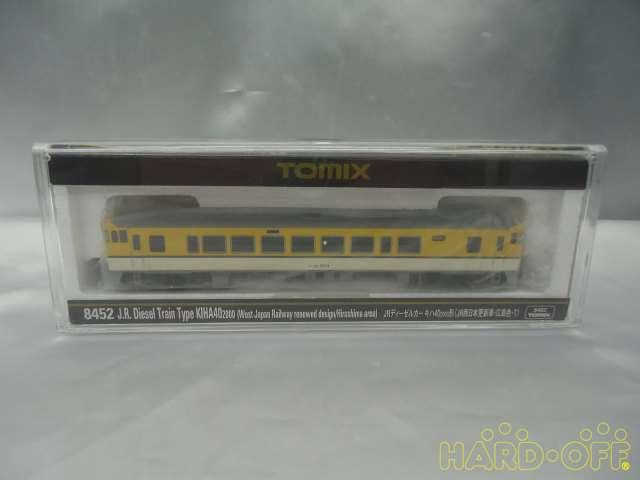 TOMIX
8452 J.R. Diesel Train Type KIHA40 2000 (West Japan Railway renewed design/Hiroshima area) JRディーゼルカー キハ40 2000形(JR西日本更新車・広島色・T)
8452
TOMIX
HARD・OFF